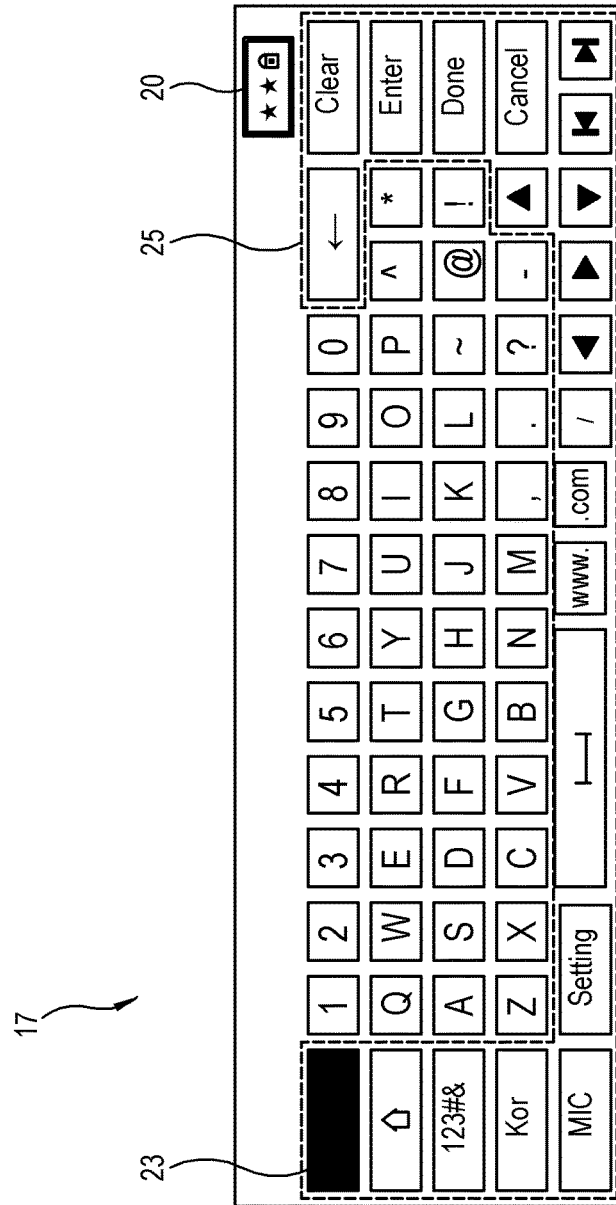 17
23 25 20
★ ★
1 2 3 4 5 6 7 8 9 0 ← Clear
⇧ Q W E R T Y U I O P ^ * Enter
123#& A S D F G H J K L ~ @ ! Done
Kor Z X C V B N M , . ? - ▲ Cancel
MIC Setting www. .com / ◀ ▶ ▼